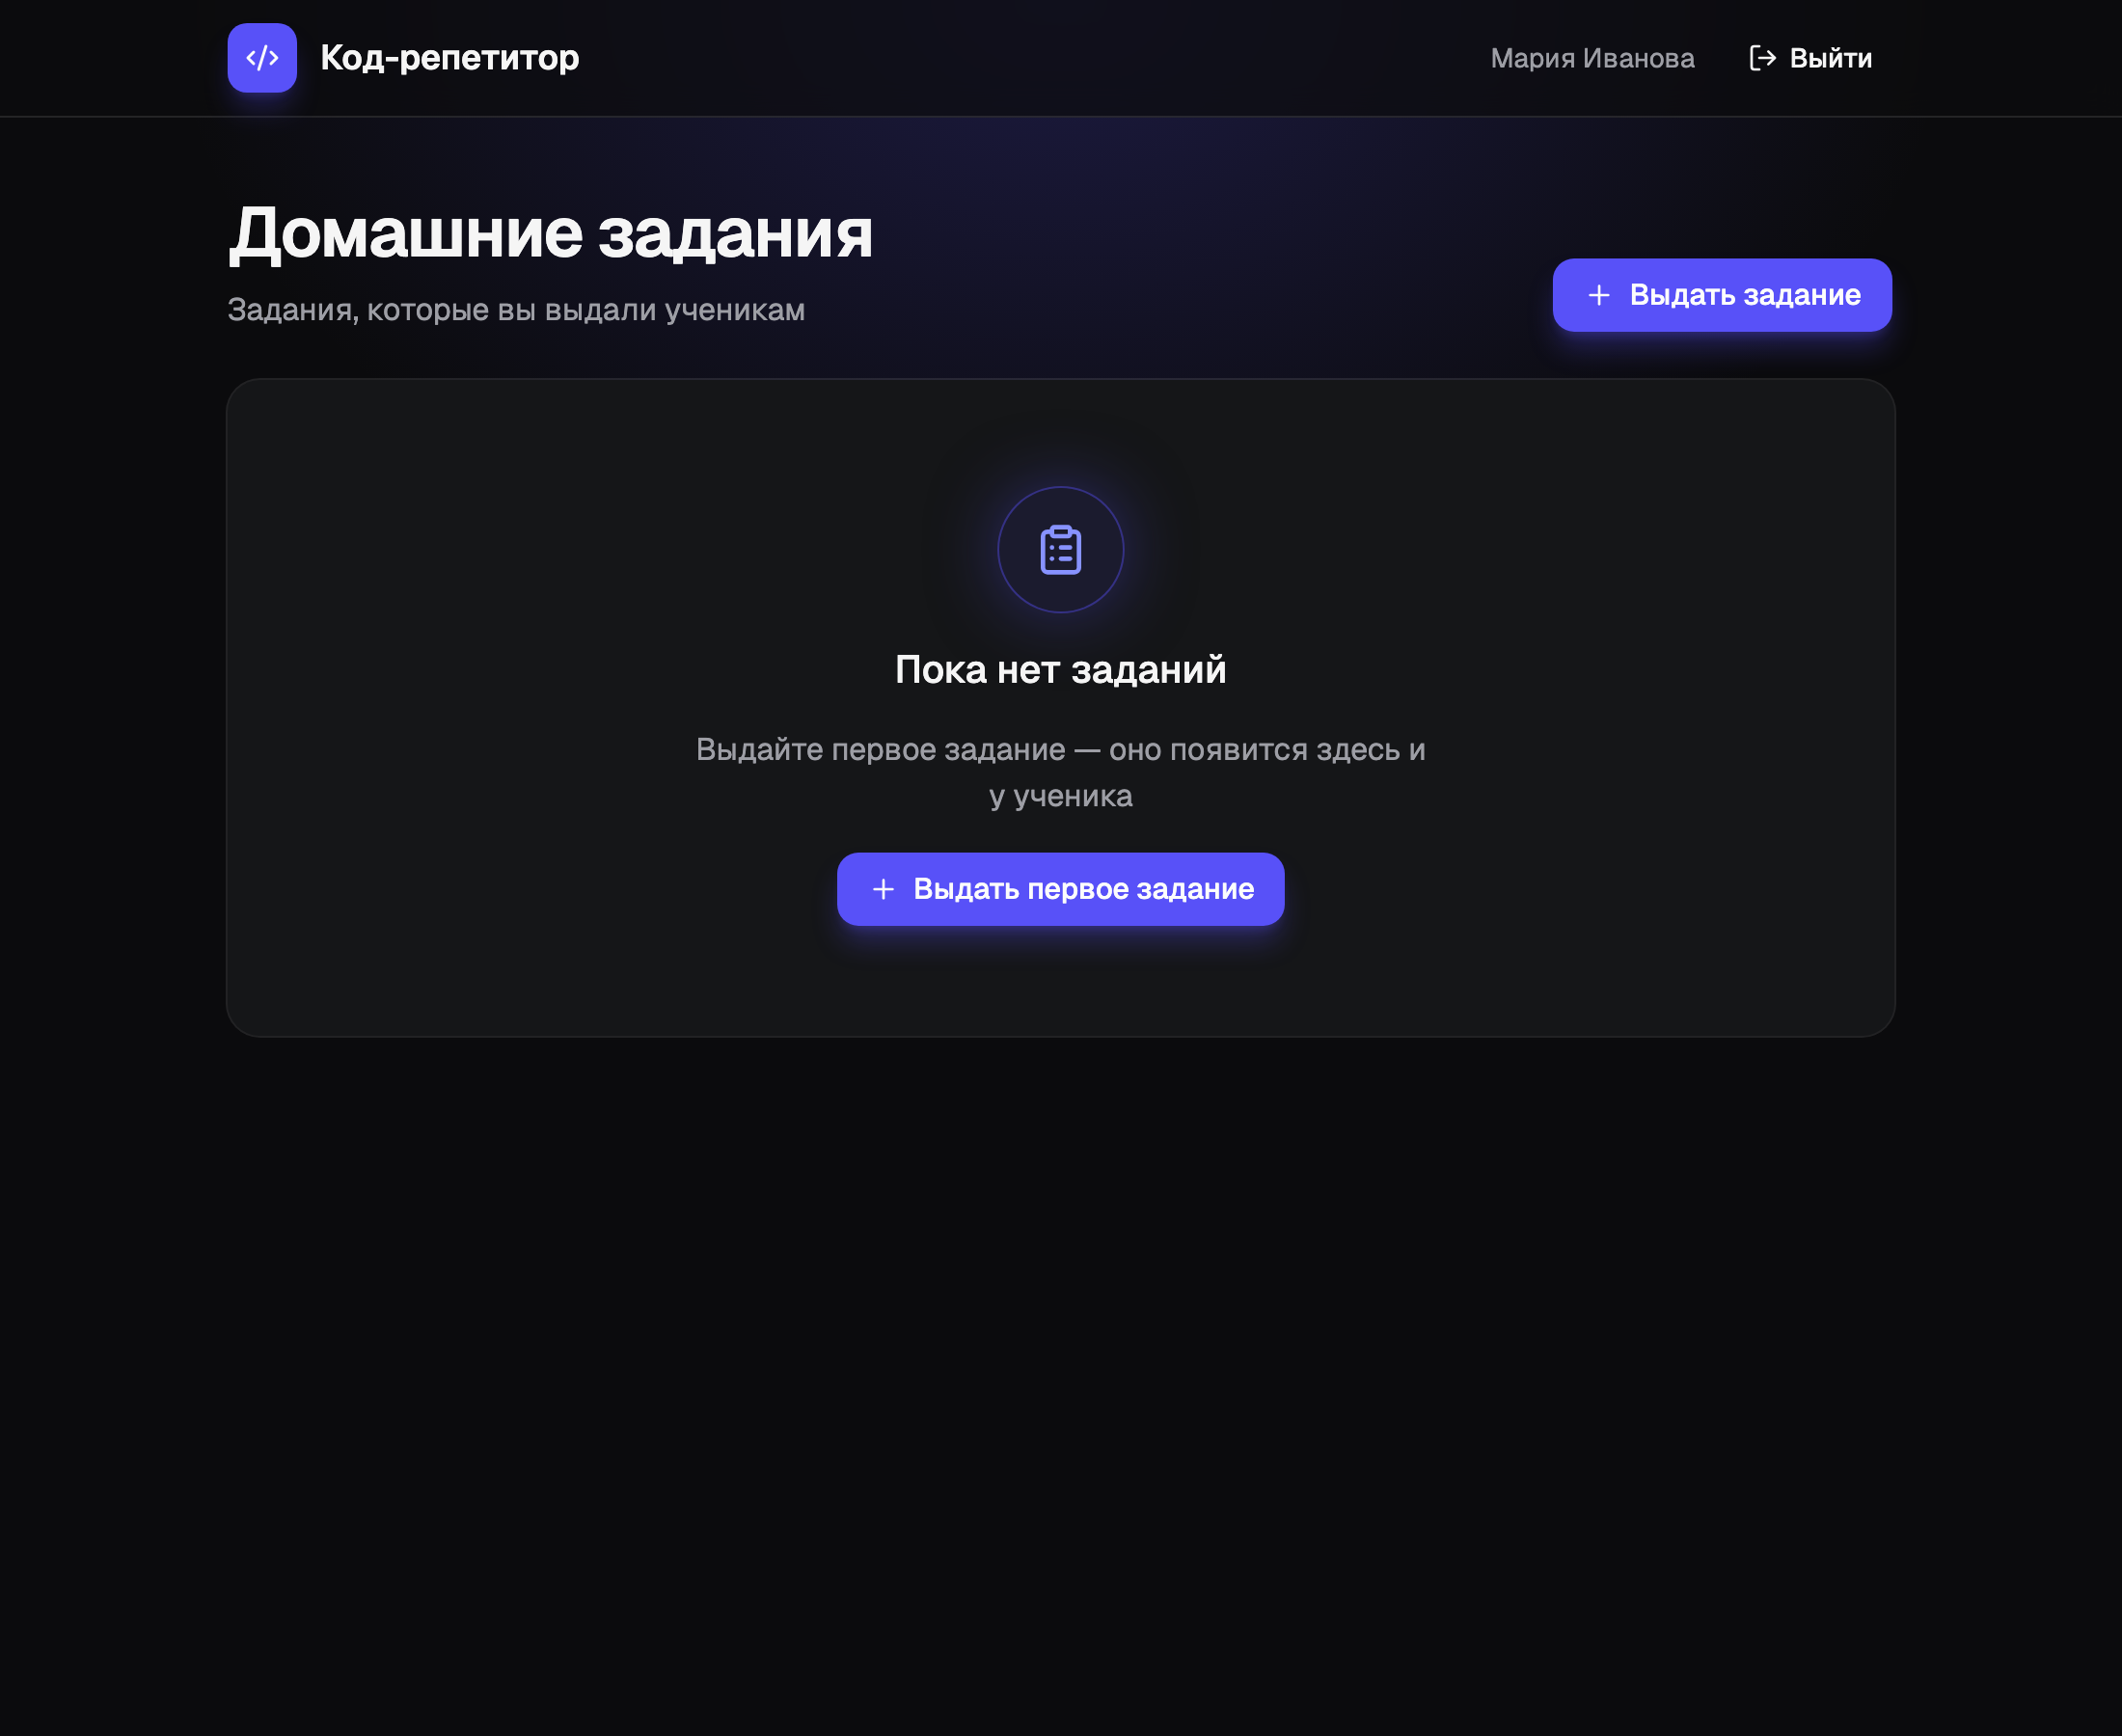 Код-репетитор
Мария Иванова
Выйти
Домашние задания
Задания, которые вы выдали ученикам
Выдать задание
Пока нет заданий
Выдайте первое задание — оно появится здесь и
у ученика
Выдать первое задание